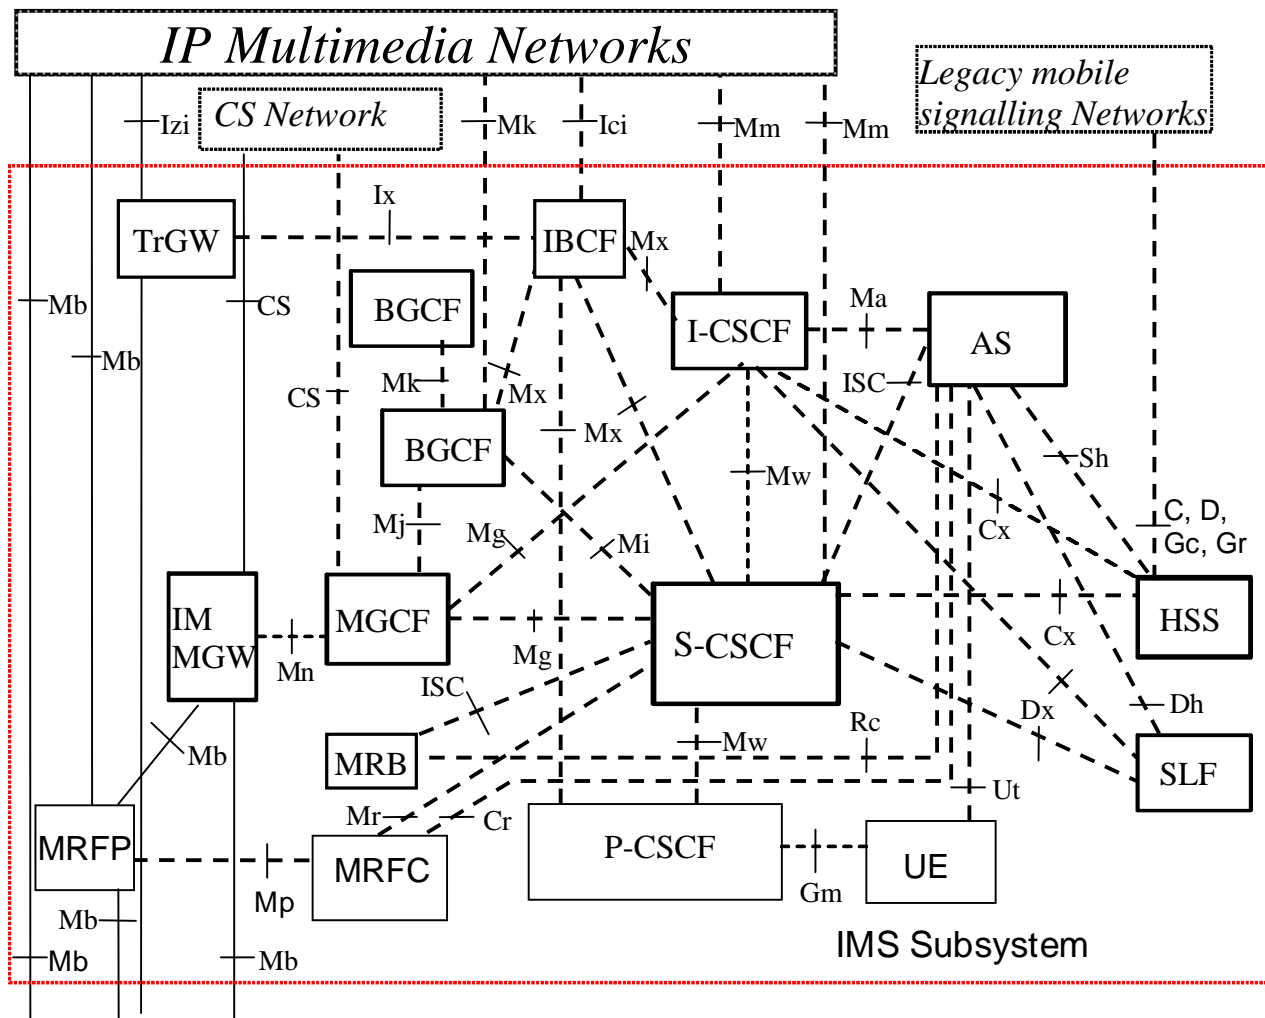 IP Multimedia Networks
Legacy mobile
signalling Networks
CS Network
Izi
Mk
Ici
Mm
Mm
Ix
TrGW
IBCF
Mx
Mb
CS
BGCF
I-CSCF
Ma
AS
Mb
Mk
Mx
ISC
CS
BGCF
Mx
Mw
Sh
Mj
Mg
Mi
Cx
C, D,
Gc, Gr
IM
MGW
Mn
MGCF
Mg
S-CSCF
Cx
HSS
ISC
Mb
MRB
Mw
Rc
Dx
Dh
SLF
Mr
Cr
Ut
MRFP
Mp
MRFC
P-CSCF
Gm
UE
Mb
Mb
Mb
IMS Subsystem